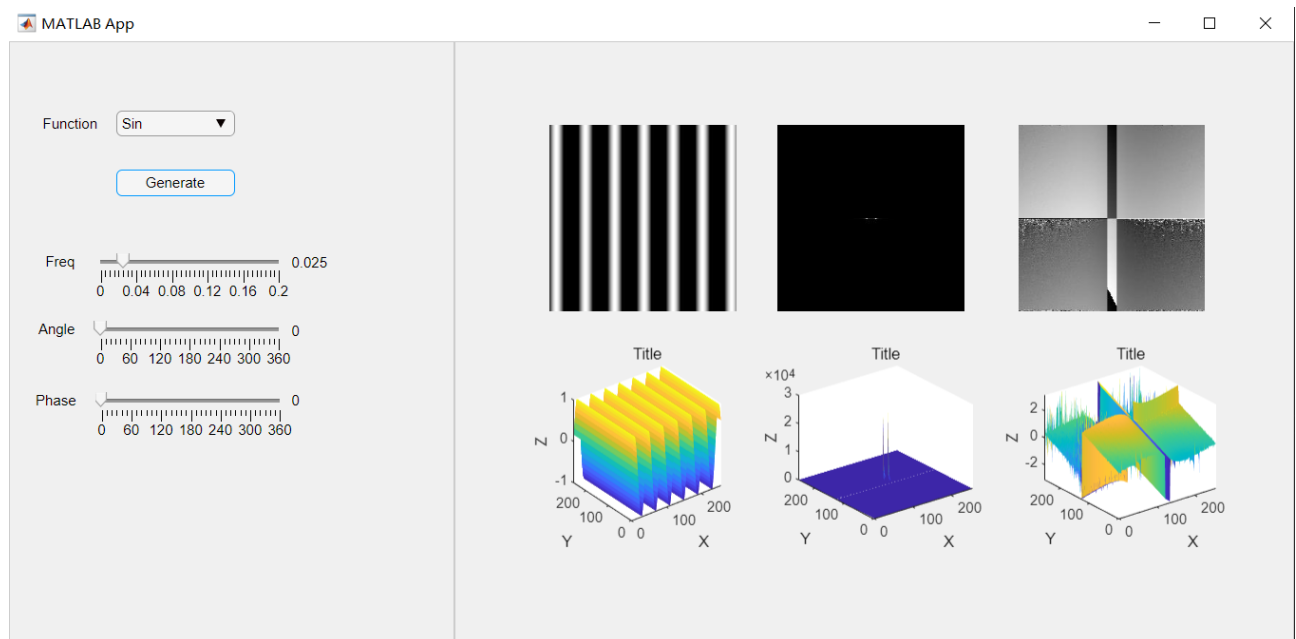 MATLAB App
Function Sin
Generate
Freq 0.025
0 0.04 0.08 0.12 0.16 0.2
Angle 0
0 60 120 180 240 300 360
Phase 0
0 60 120 180 240 300 360
Title
1
0
-1
Z
200
100
0
Y
0
100
200
X
Title
×10⁴
3
2
1
0
Z
200
100
0
Y
0
100
200
X
Title
2
0
-2
Z
200
100
0
Y
0
100
200
X